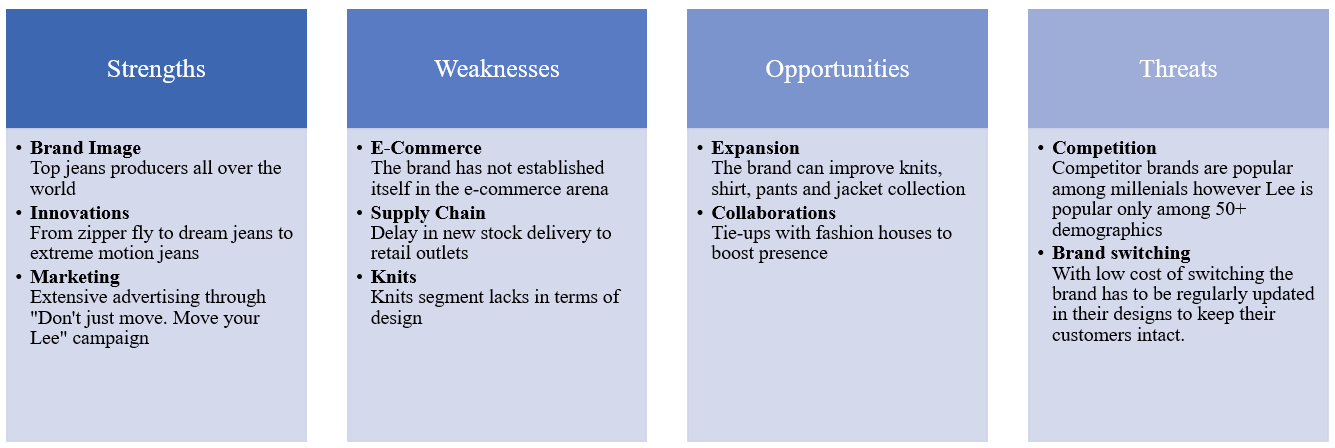 Strengths
• Brand Image
Top jeans producers all over the
world
• Innovations
From zipper fly to dream jeans to
extreme motion jeans
• Marketing
Extensive advertising through
"Don't just move. Move your
Lee" campaign
Weaknesses
• E-Commerce
The brand has not established
itself in the e-commerce arena
• Supply Chain
Delay in new stock delivery to
retail outlets
• Knits
Knits segment lacks in terms of
design
Opportunities
• Expansion
The brand can improve knits,
shirt, pants and jacket collection
• Collaborations
Tie-ups with fashion houses to
boost presence
Threats
• Competition
Competitor brands are popular
among millenials however Lee is
popular only among 50+
demographics
• Brand switching
With low cost of switching the
brand has to be regularly updated
in their designs to keep their
customers intact.